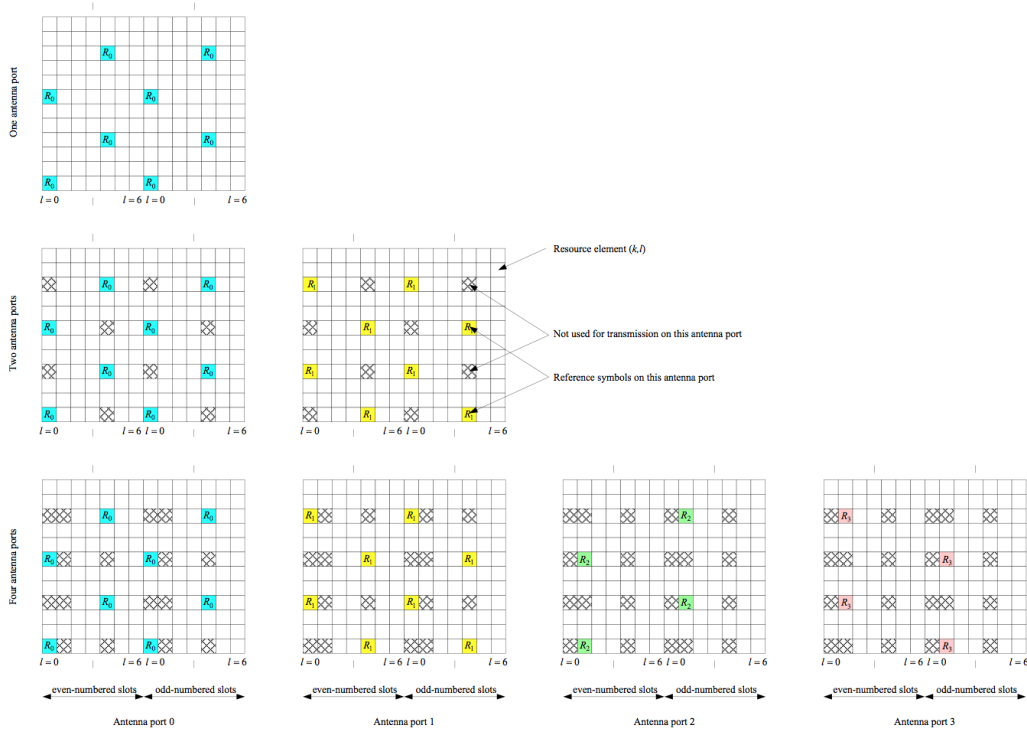 One antenna port
R0 R0
R0 R0
R0 R0
R0 R0
l = 0 l = 6 l = 0 l = 6
Two antenna ports
Resource element (k,l)
R0 R0 R1 R1
R0 R0 R1 R1
Not used for transmission on this antenna port
R0 R0 R1 R1
Reference symbols on this antenna port
R0 R0 R1 R1
l = 0 l = 6 l = 0 l = 6 l = 0 l = 6 l = 0 l = 6
Four antenna ports
R0 R0 R1 R1 R2 R3
R0 R0 R1 R1 R2 R3
R0 R0 R1 R1 R2 R3
R0 R0 R1 R1 R2 R3
l = 0 l = 6 l = 0 l = 6 l = 0 l = 6 l = 0 l = 6 l = 0 l = 6 l = 0 l = 6 l = 0 l = 6 l = 0 l = 6
even-numbered slots odd-numbered slots even-numbered slots odd-numbered slots even-numbered slots odd-numbered slots even-numbered slots odd-numbered slots
Antenna port 0 Antenna port 1 Antenna port 2 Antenna port 3